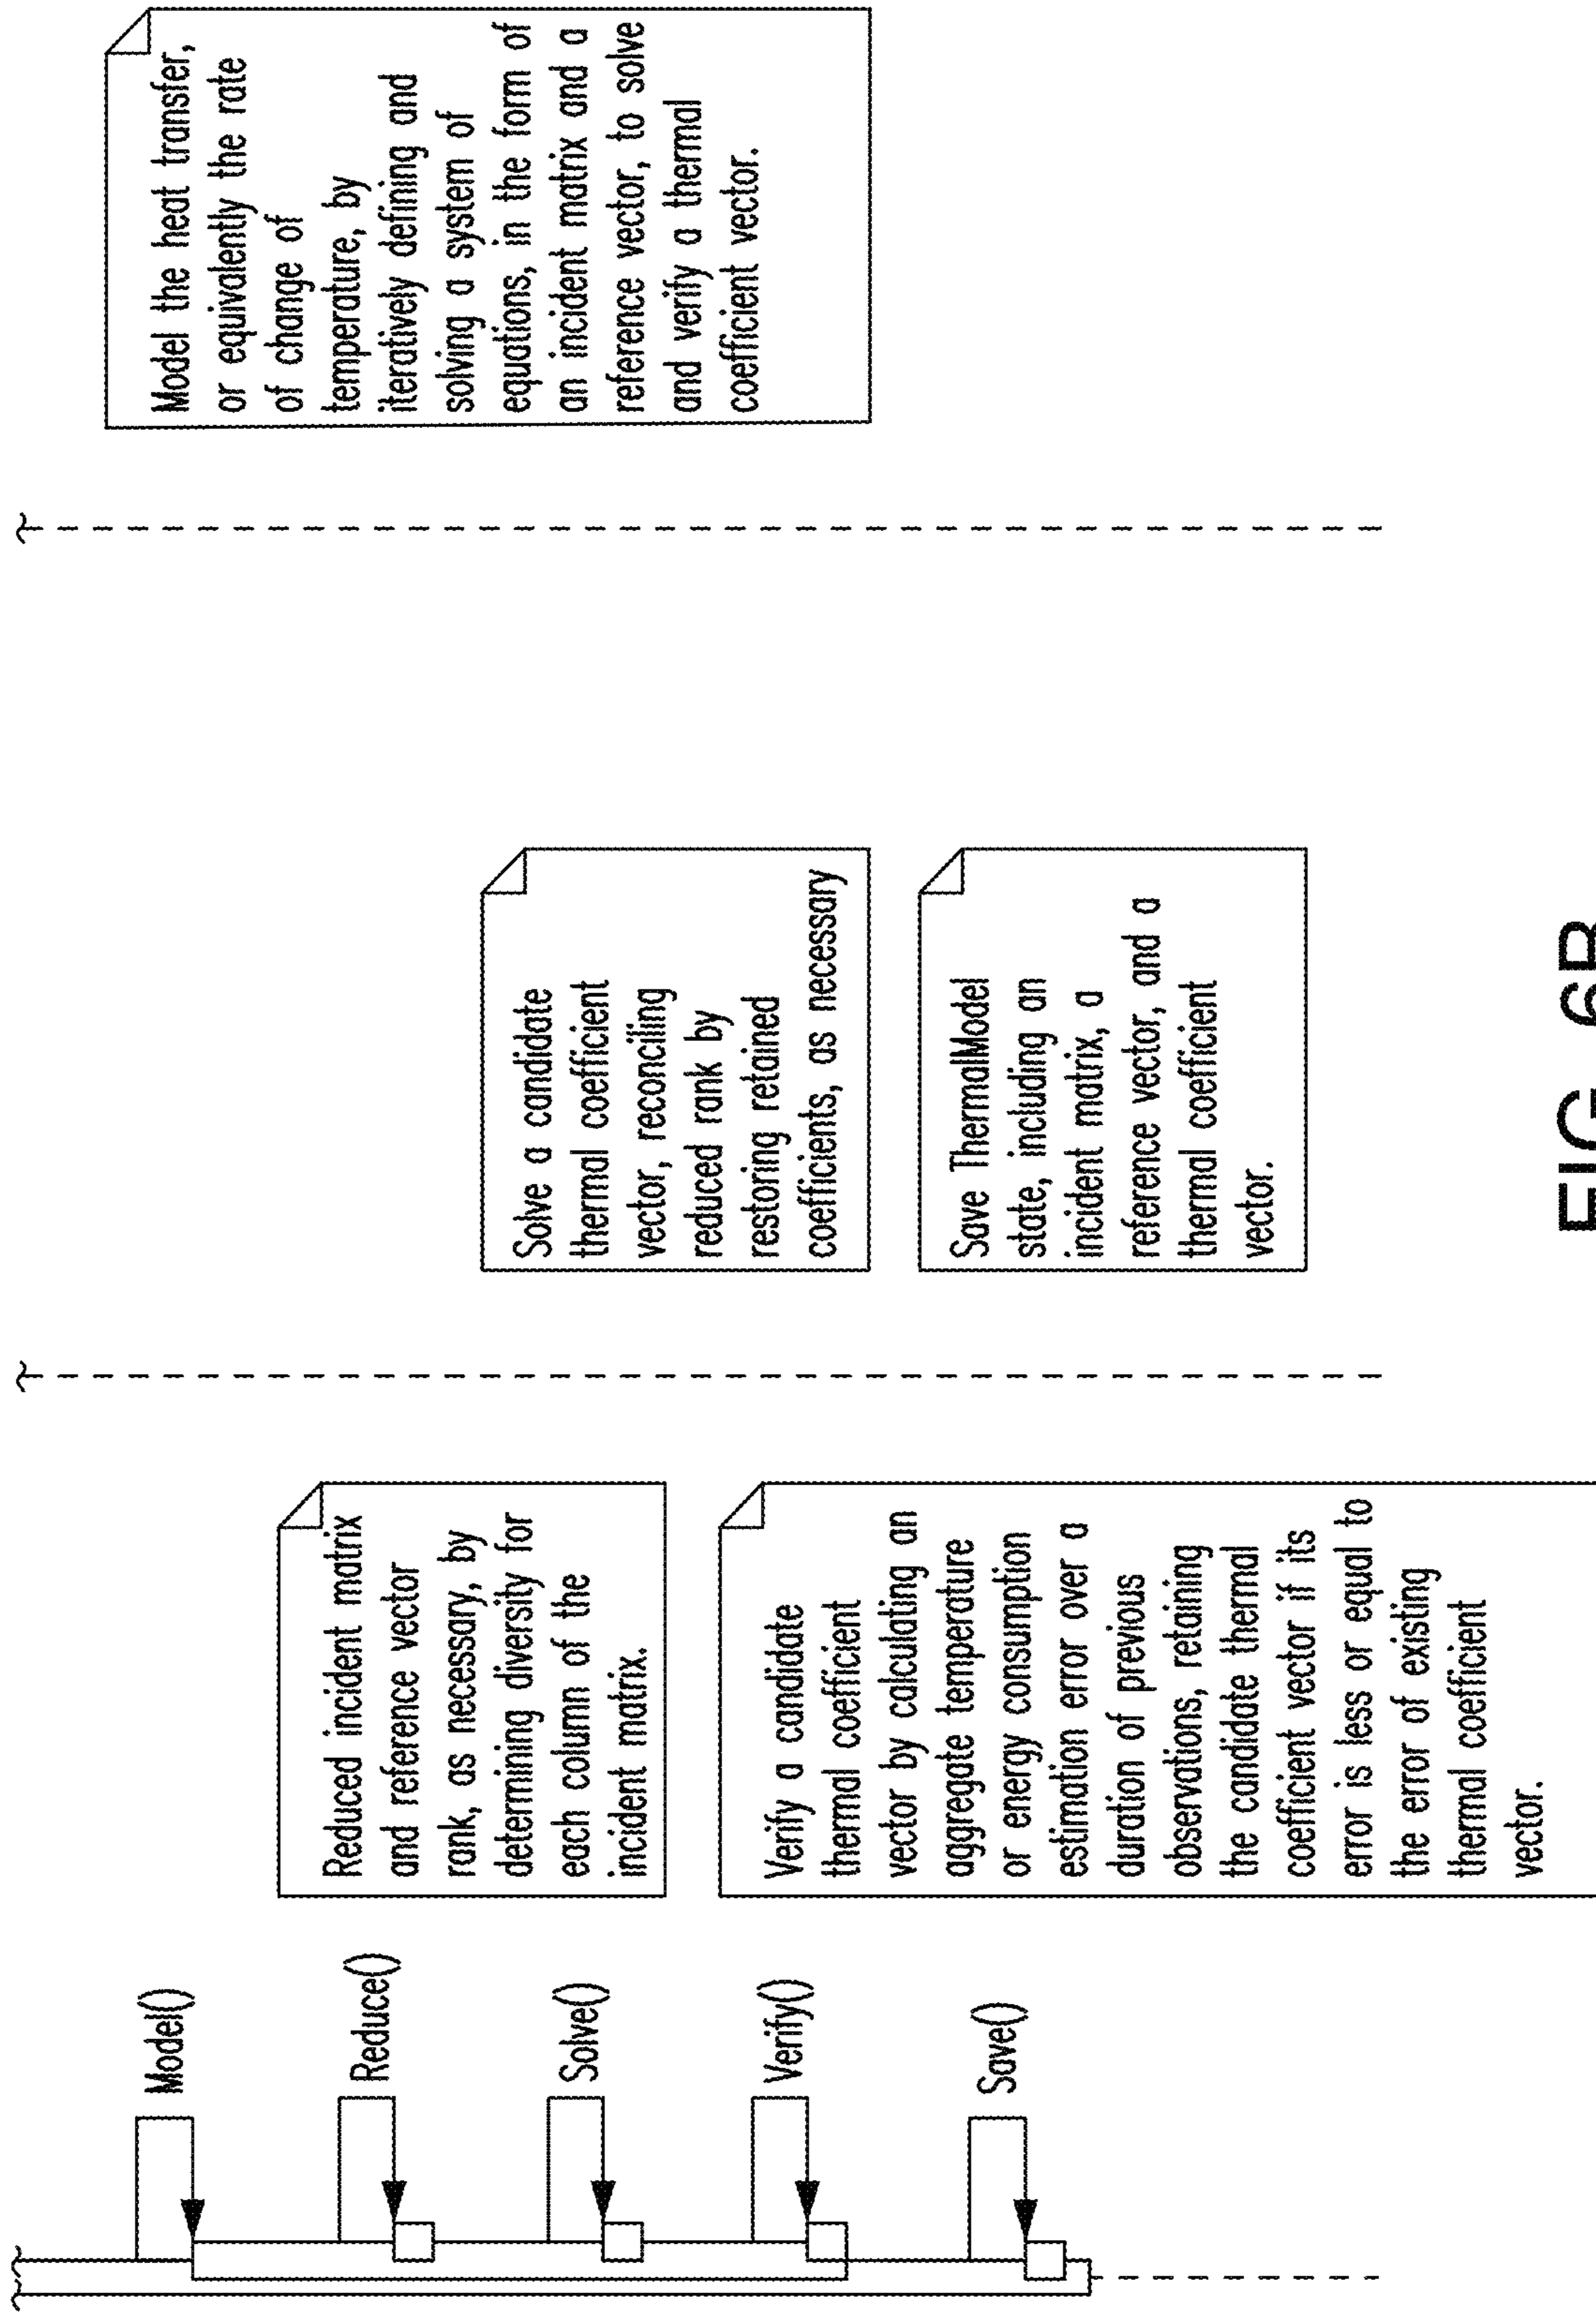 Model()
Reduce()
Solve()
Verify()
Save()
Reduced incident matrix
and reference vector
rank, as necessary, by
determining diversity for
each column of the
incident matrix.
Verify a candidate
thermal coefficient
vector by calculating an
aggregate temperature
or energy consumption
estimation error over a
duration of previous
observations, retaining
the candidate thermal
coefficient vector if its
error is less or equal to
the error of existing
thermal coefficient
vector.
Solve a candidate
thermal coefficient
vector, reconciling
reduced rank by
restoring retained
coefficients, as necessary
Save ThermalModel
state, including an
incident matrix, a
reference vector, and a
thermal coefficient
vector.
Model the heat transfer,
or equivalently the rate
of change of
temperature, by
iteratively defining and
solving a system of
equations, in the form of
an incident matrix and a
reference vector, to solve
and verify a thermal
coefficient vector.
FIG. 6B